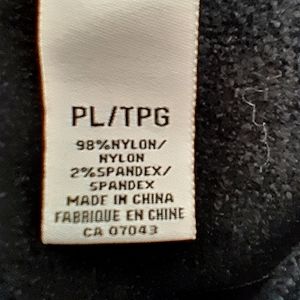 PL/TPG
98%NYLON/
NYLON
2%SPANDEX/
SPANDEX
MADE IN CHINA
FABRIQUE EN CHINE
CA 07043